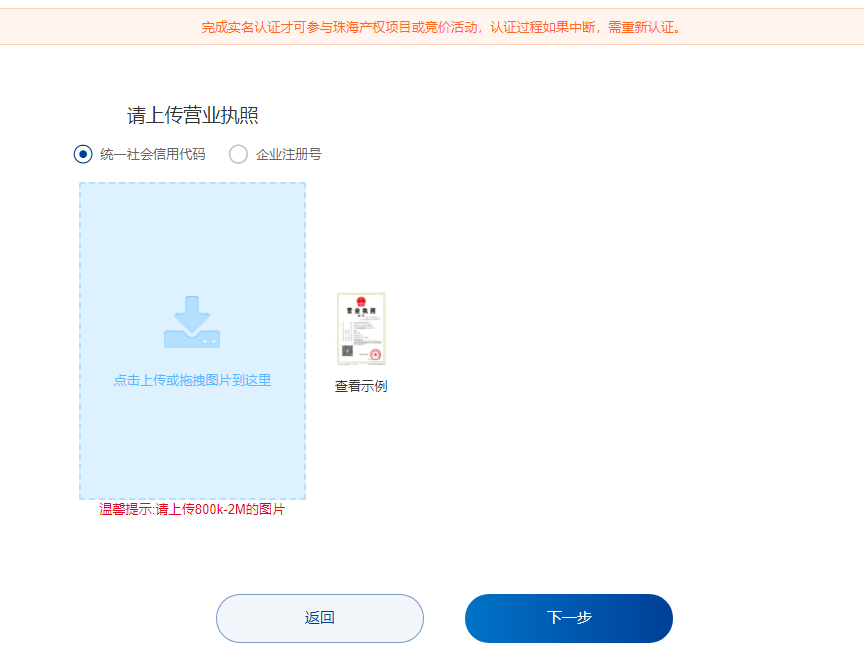 完成实名认证才可参与珠海产权项目或竞价活动，认证过程如果中断，需重新认证。
请上传营业执照
统一社会信用代码 企业注册号
点击上传或拖拽图片到这里
营业执照
查看示例
温馨提示:请上传800k-2M的图片
返回 下一步